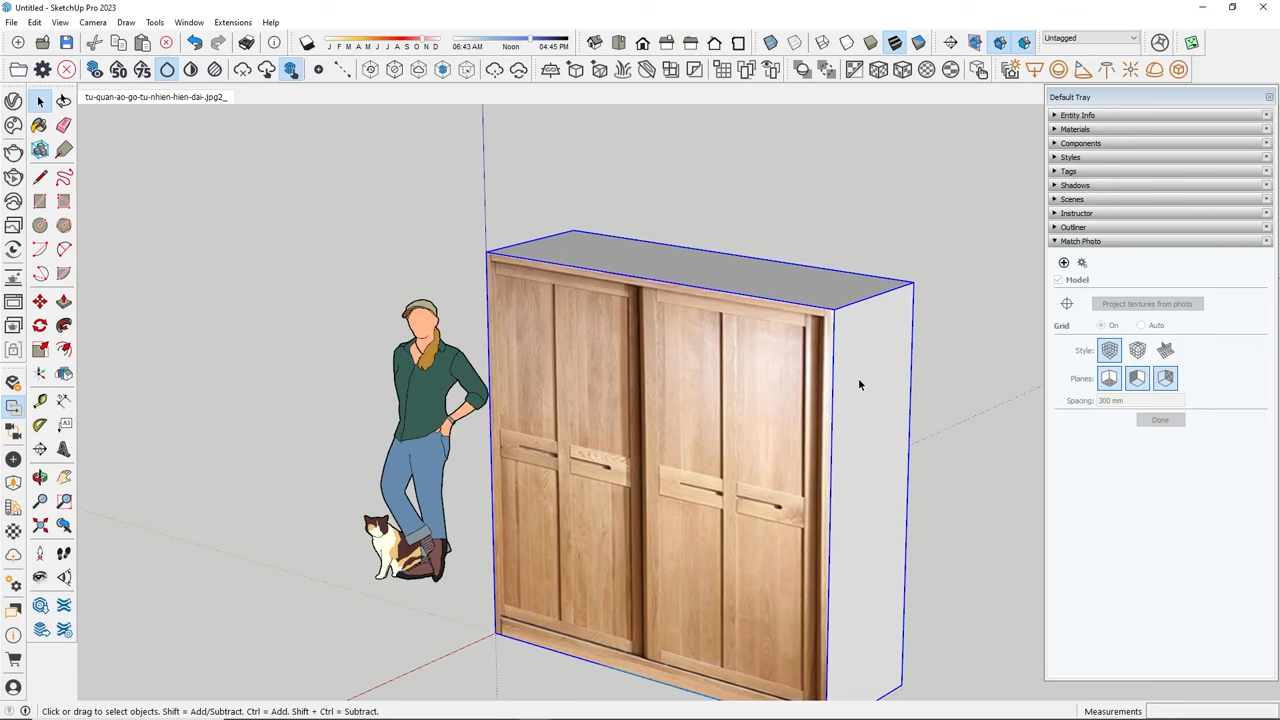 Untitled - SketchUp Pro 2023
File Edit View Camera Draw Tools Window Extensions Help
J F M A M J J A S O N D
06:43 AM Noon 04:45 PM
Untagged
50 75
tu-quan-ao-go-tu-nhien-hien-dai-.jpg2_
Default Tray
Entity Info
Materials
Components
Styles
Tags
Shadows
Scenes
Instructor
Outliner
Match Photo
Model
Project textures from photo
Grid On Auto
Style:
Planes:
Spacing: 300 mm
Done
Click or drag to select objects. Shift = Add/Subtract. Ctrl = Add. Shift + Ctrl = Subtract.
Measurements